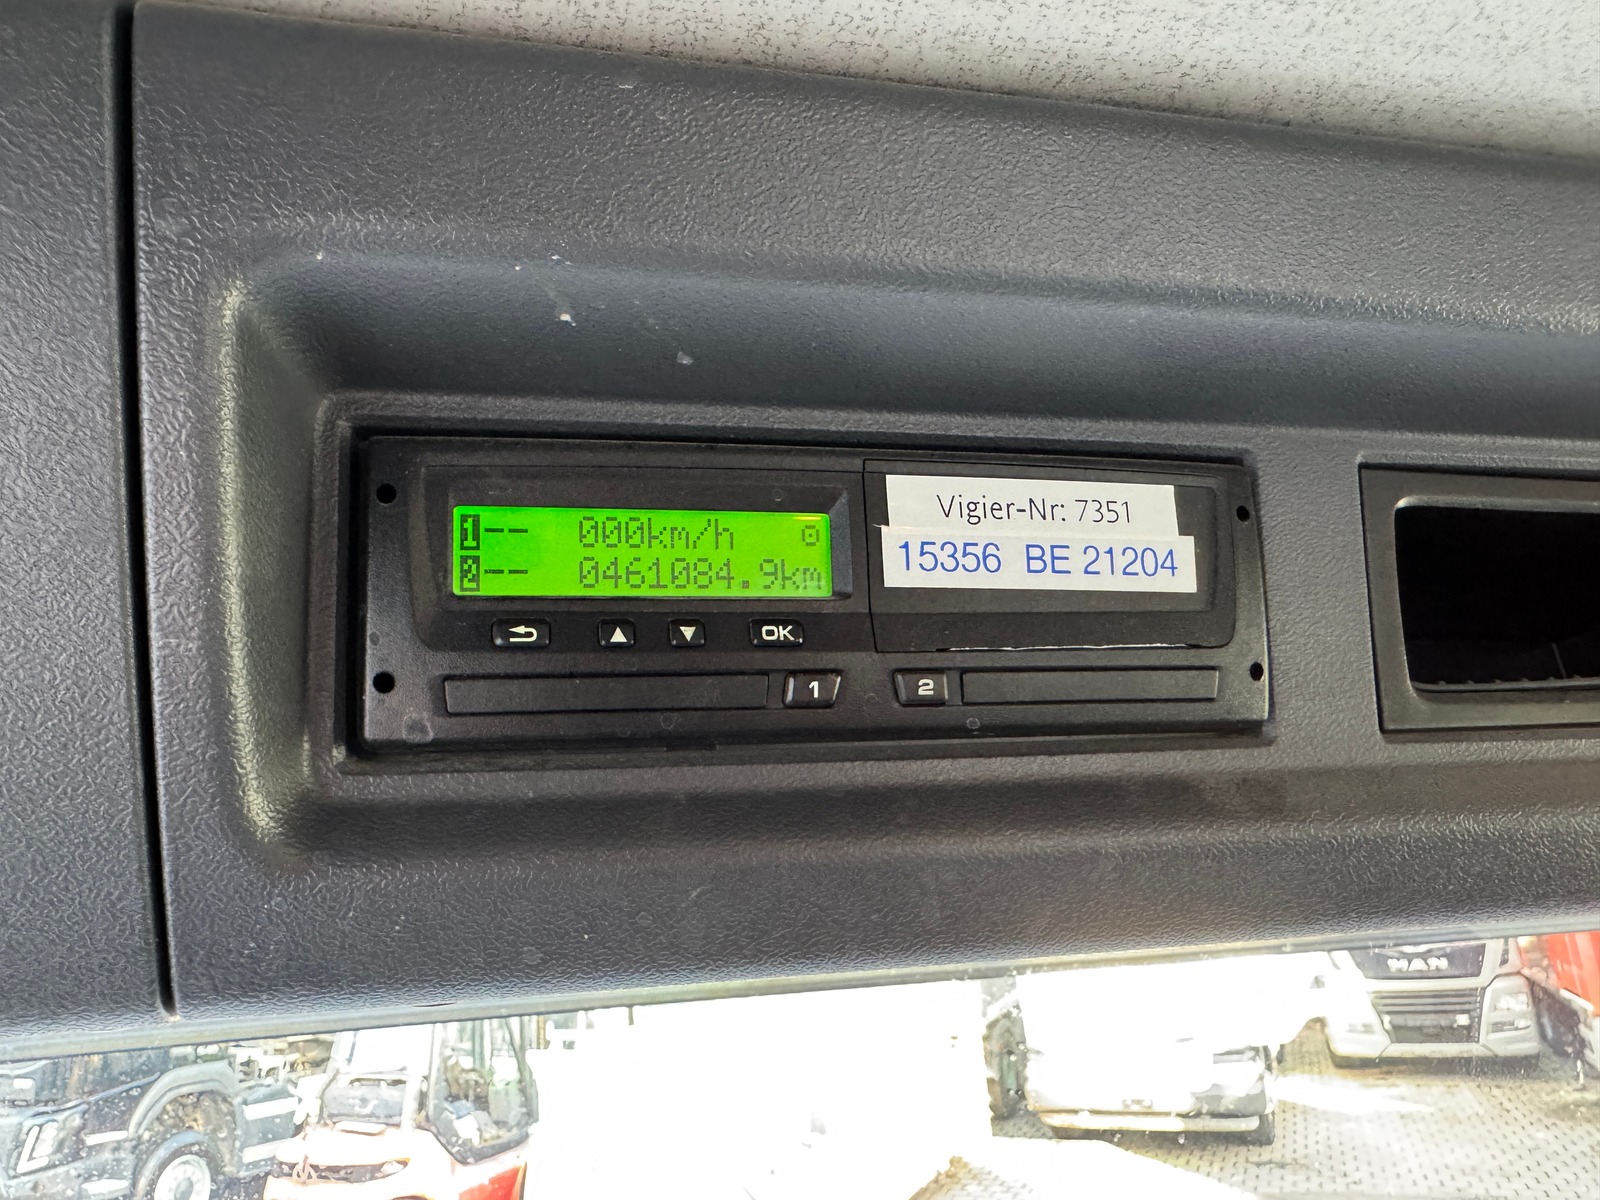 1-- 000km/h
2-- 0461084.9km
Vigier-Nr: 7351
15356 BE 21204
OK
1
2
MAN